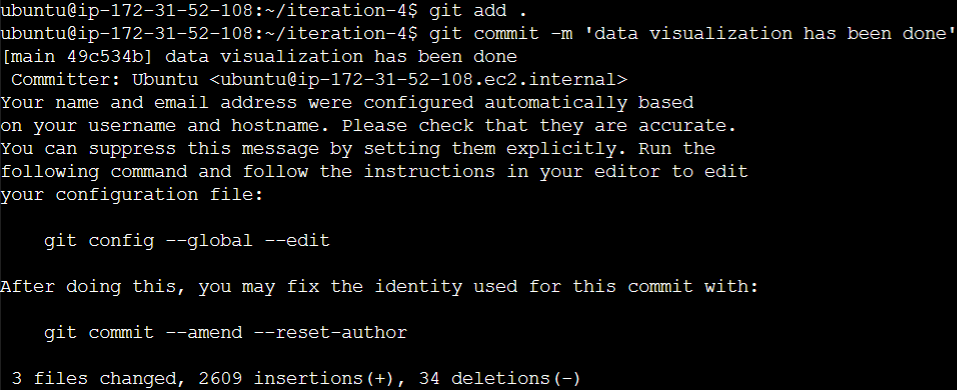 ubuntu@ip-172-31-52-108:~/iteration-4$ git add .
ubuntu@ip-172-31-52-108:~/iteration-4$ git commit -m 'data visualization has been done'
[main 49c534b] data visualization has been done
 Committer: Ubuntu <ubuntu@ip-172-31-52-108.ec2.internal>
Your name and email address were configured automatically based
on your username and hostname. Please check that they are accurate.
You can suppress this message by setting them explicitly. Run the
following command and follow the instructions in your editor to edit
your configuration file:

    git config --global --edit

After doing this, you may fix the identity used for this commit with:

    git commit --amend --reset-author

 3 files changed, 2609 insertions(+), 34 deletions(-)